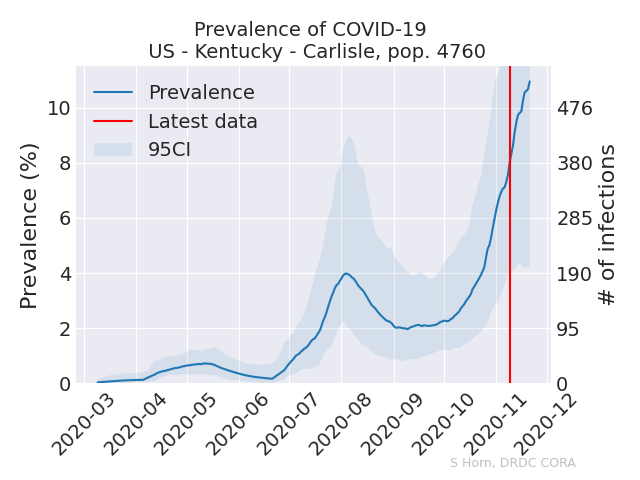 Prevalence of COVID-19
US - Kentucky - Carlisle, pop. 4760
Prevalence
Latest data
95CI
Prevalence (%)
10
8
6
4
2
0
476
380
285
190
95
0
# of infections
2020-03
2020-04
2020-05
2020-06
2020-07
2020-08
2020-09
2020-10
2020-11
2020-12
S Horn, DRDC CORA